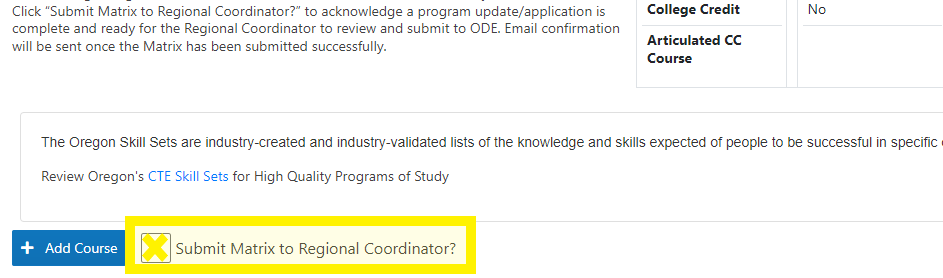 Click “Submit Matrix to Regional Coordinator?” to acknowledge a program update/application is
complete and ready for the Regional Coordinator to review and submit to ODE. Email confirmation
will be sent once the Matrix has been submitted successfully.
College Credit
No
Articulated CC
Course
The Oregon Skill Sets are industry-created and industry-validated lists of the knowledge and skills expected of people to be successful in specific
Review Oregon's CTE Skill Sets for High Quality Programs of Study
+ Add Course
Submit Matrix to Regional Coordinator?